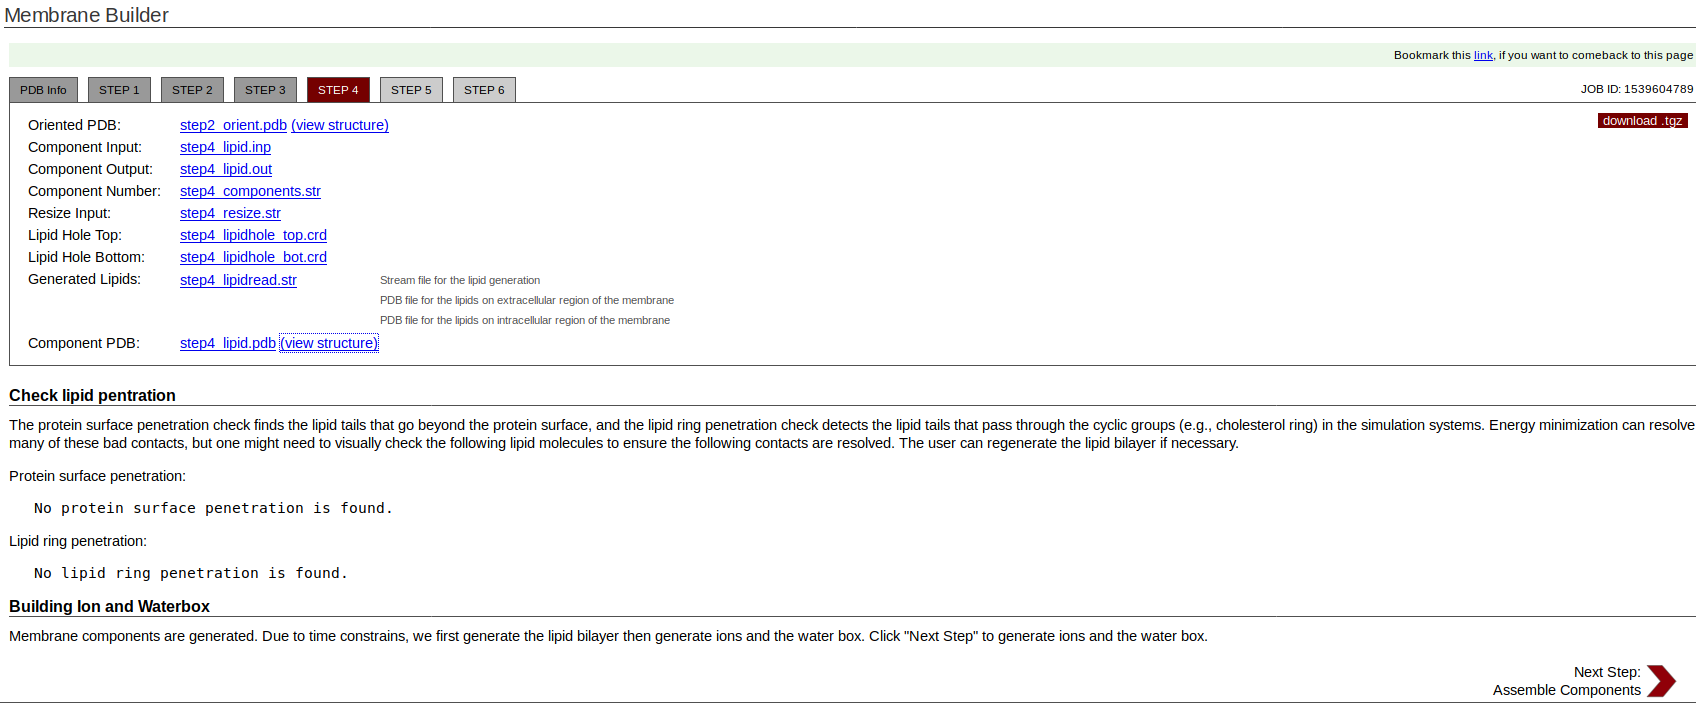 Membrane Builder
Bookmark this link, if you want to comeback to this page
PDB Info STEP 1 STEP 2 STEP 3 STEP 4 STEP 5 STEP 6 JOB ID: 1539604789
download .tgz
Oriented PDB: step2_orient.pdb (view structure)
Component Input: step4_lipid.inp
Component Output: step4_lipid.out
Component Number: step4_components.str
Resize Input: step4_resize.str
Lipid Hole Top: step4_lipidhole_top.crd
Lipid Hole Bottom: step4_lipidhole_bot.crd
Generated Lipids: step4_lipidread.str Stream file for the lipid generation
PDB file for the lipids on extracellular region of the membrane
PDB file for the lipids on intracellular region of the membrane
Component PDB: step4_lipid.pdb (view structure)
Check lipid pentration
The protein surface penetration check finds the lipid tails that go beyond the protein surface, and the lipid ring penetration check detects the lipid tails that pass through the cyclic groups (e.g., cholesterol ring) in the simulation systems. Energy minimization can resolve
many of these bad contacts, but one might need to visually check the following lipid molecules to ensure the following contacts are resolved. The user can regenerate the lipid bilayer if necessary.
Protein surface penetration:
No protein surface penetration is found.
Lipid ring penetration:
No lipid ring penetration is found.
Building Ion and Waterbox
Membrane components are generated. Due to time constrains, we first generate the lipid bilayer then generate ions and the water box. Click "Next Step" to generate ions and the water box.
Next Step:
Assemble Components